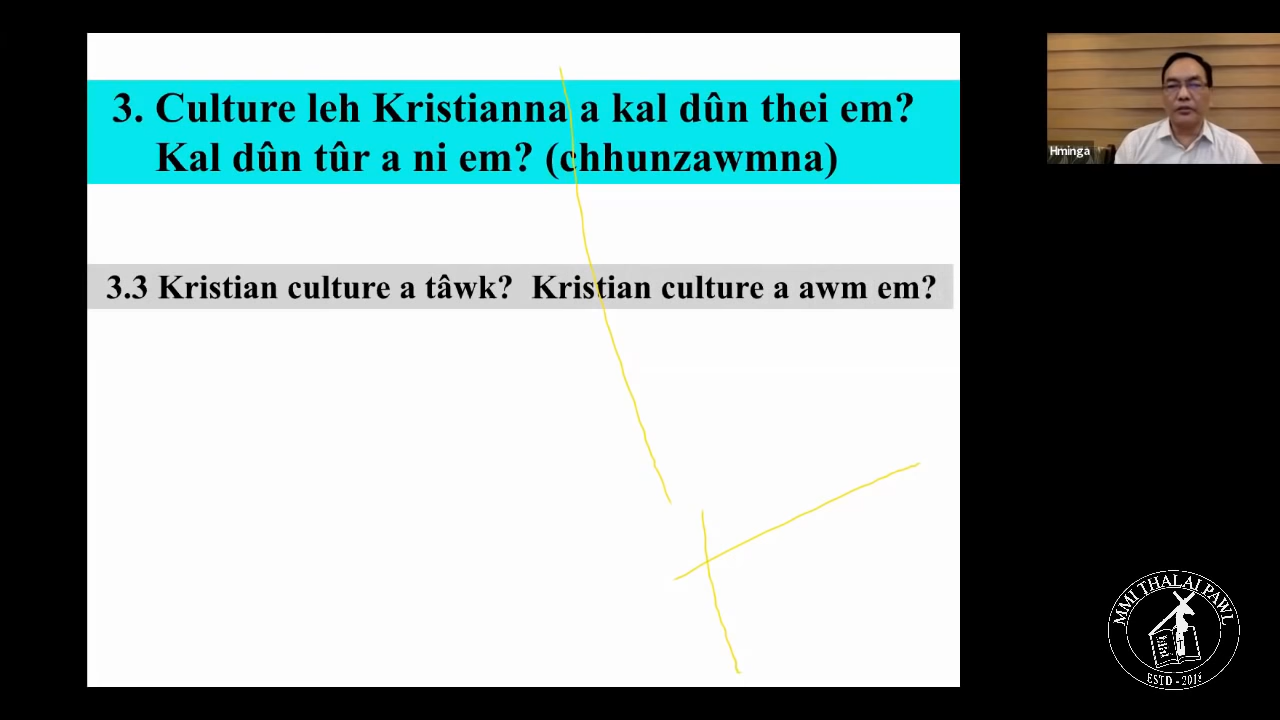 3. Culture leh Kristianna a kal dûn thei em?
Kal dûn tûr a ni em? (chhunzawmna)
3.3 Kristian culture a tâwk? Kristian culture a awm em?
Hminga
MMI THALAI PAWL
ESTD - 2018